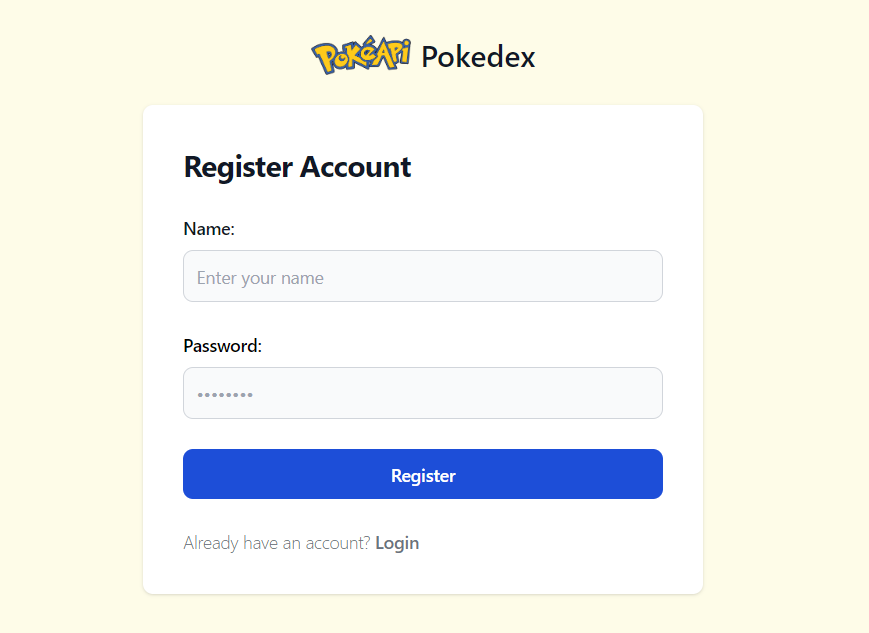 PokéApi Pokedex
Register Account
Name:
Enter your name
Password:
••••••••
Register
Already have an account? Login